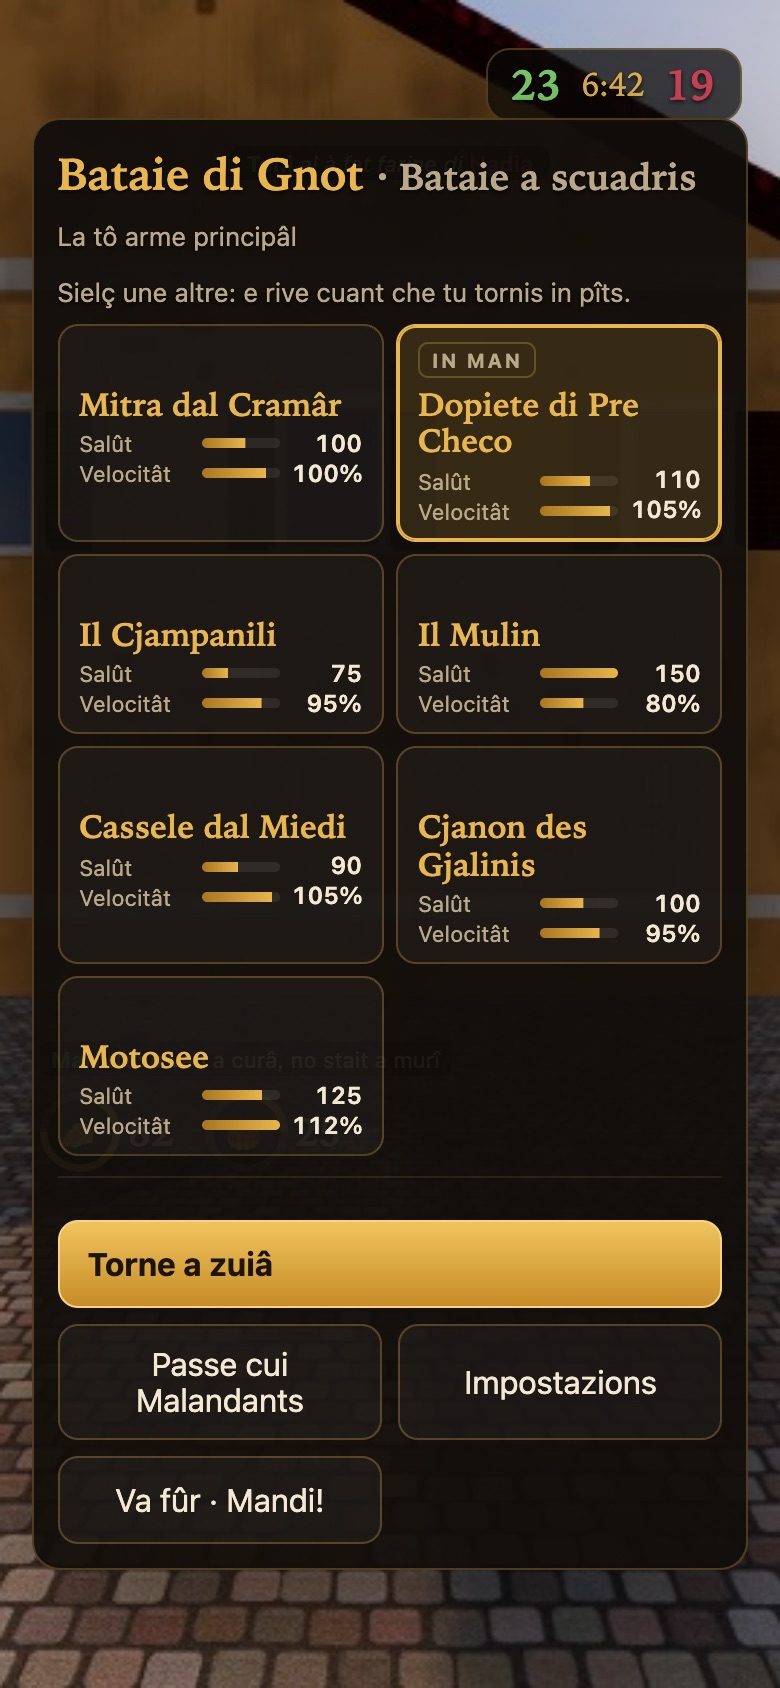 23 6:42 19
Bataie di Gnot · Bataie a scuadris
La tô arme principâl
Sielç une altre: e rive cuant che tu tornis in pîts.
Mitra dal Cramâr
Salût 100
Velocitât 100%
IN MAN
Dopiete di Pre
Checo
Salût 110
Velocitât 105%
Il Cjampanili
Salût 75
Velocitât 95%
Il Mulin
Salût 150
Velocitât 80%
Cassele dal Miedi
Salût 90
Velocitât 105%
Cjanon des
Gjalinis
Salût 100
Velocitât 95%
Motosee
a curâ, no stait a murî
Salût 125
Velocitât 112%
Torne a zuiâ
Passe cui
Malandants
Impostazions
Va fûr · Mandi!